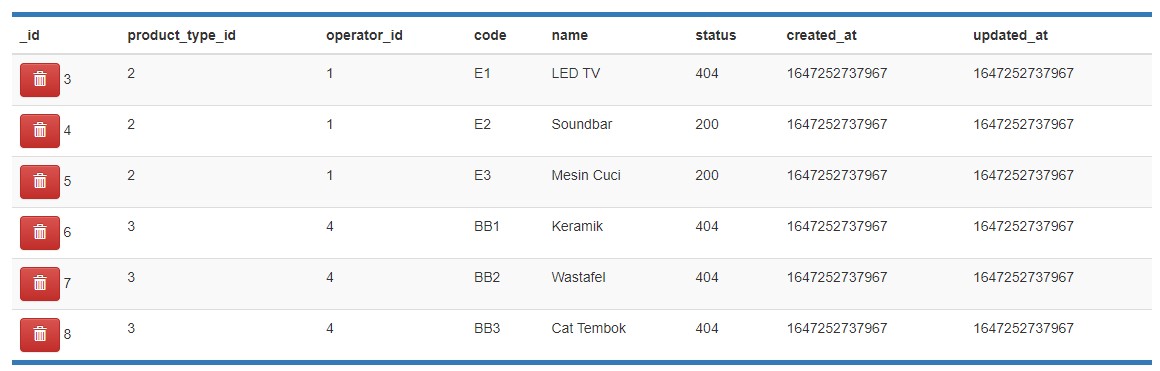 _id product_type_id operator_id code name status created_at updated_at
3 2 1 E1 LED TV 404 1647252737967 1647252737967
4 2 1 E2 Soundbar 200 1647252737967 1647252737967
5 2 1 E3 Mesin Cuci 200 1647252737967 1647252737967
6 3 4 BB1 Keramik 404 1647252737967 1647252737967
7 3 4 BB2 Wastafel 404 1647252737967 1647252737967
8 3 4 BB3 Cat Tembok 404 1647252737967 1647252737967